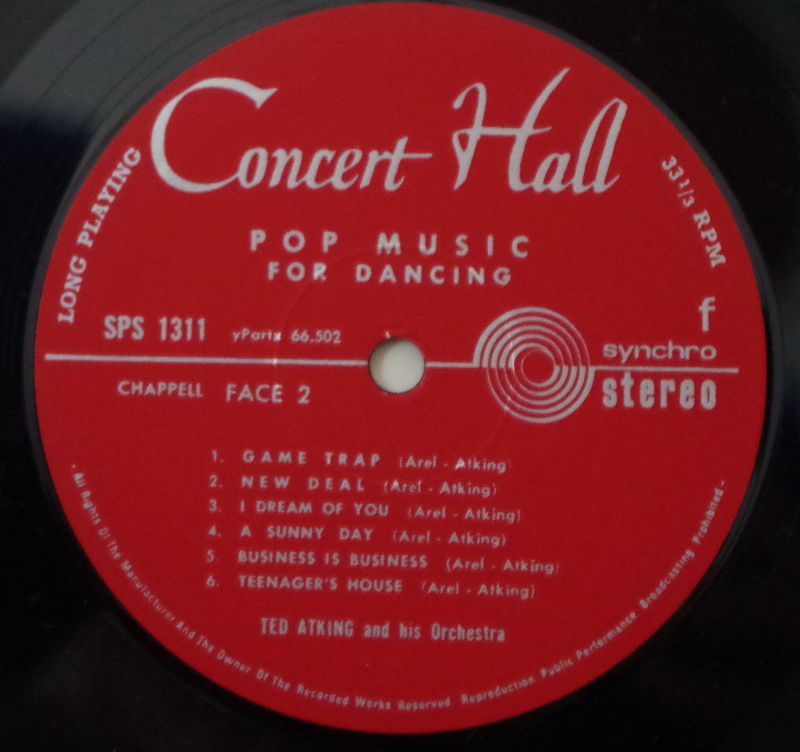 Concert Hall
LONG PLAYING
33 1/3 RPM
POP MUSIC
FOR DANCING
SPS 1311 yPartx 66.502
f
synchro
stereo
CHAPPELL FACE 2
1. GAME TRAP (Arel - Atking)
2. NEW DEAL (Arel - Atking)
3. I DREAM OF YOU (Arel - Atking)
4. A SUNNY DAY (Arel - Atking)
5. BUSINESS IS BUSINESS (Arel - Atking)
6. TEENAGER'S HOUSE (Arel - Atking)
TED ATKING and his Orchestra
- All Rights Of The Manufacturer And The Owner Of The Recorded Works Reserved Reproduction Public Performance Broadcasting Prohibited -